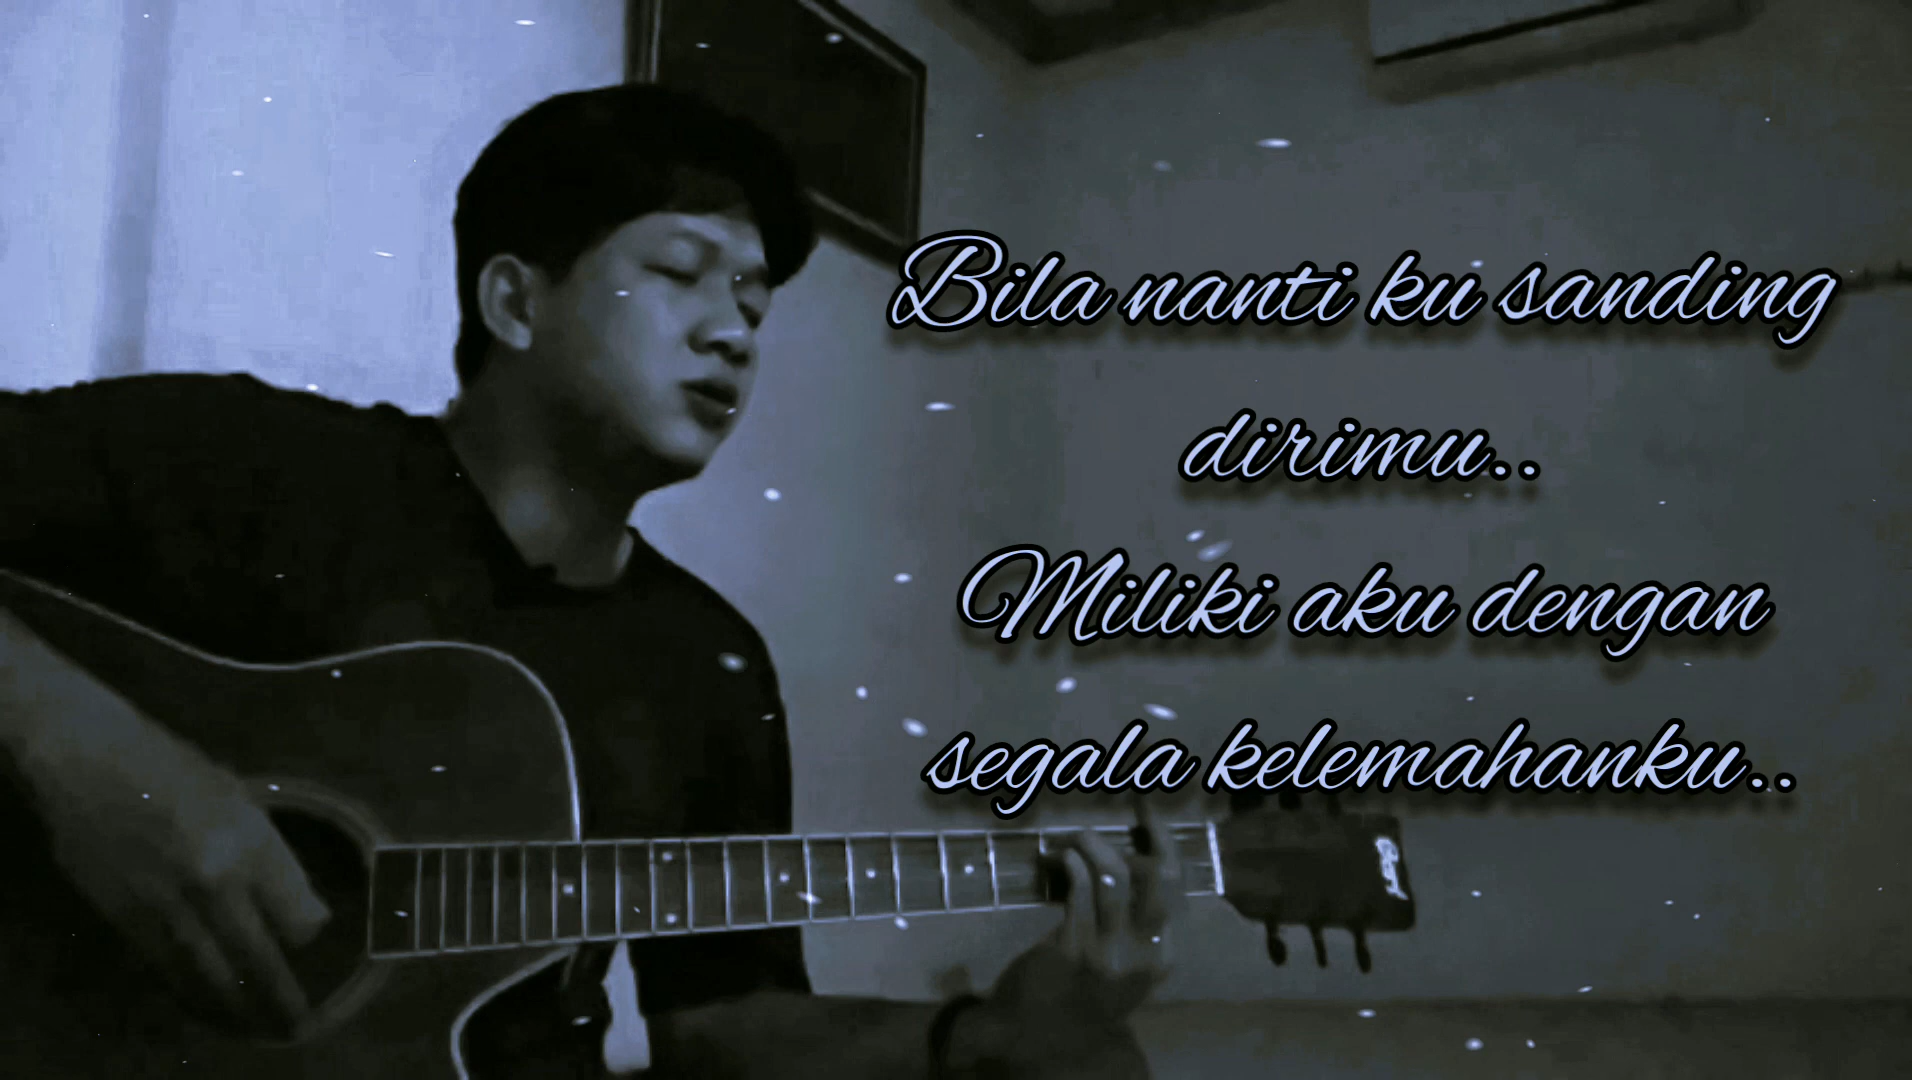 Bila nanti ku sanding
dirimu..
Miliki aku dengan
segala kelemahanku..